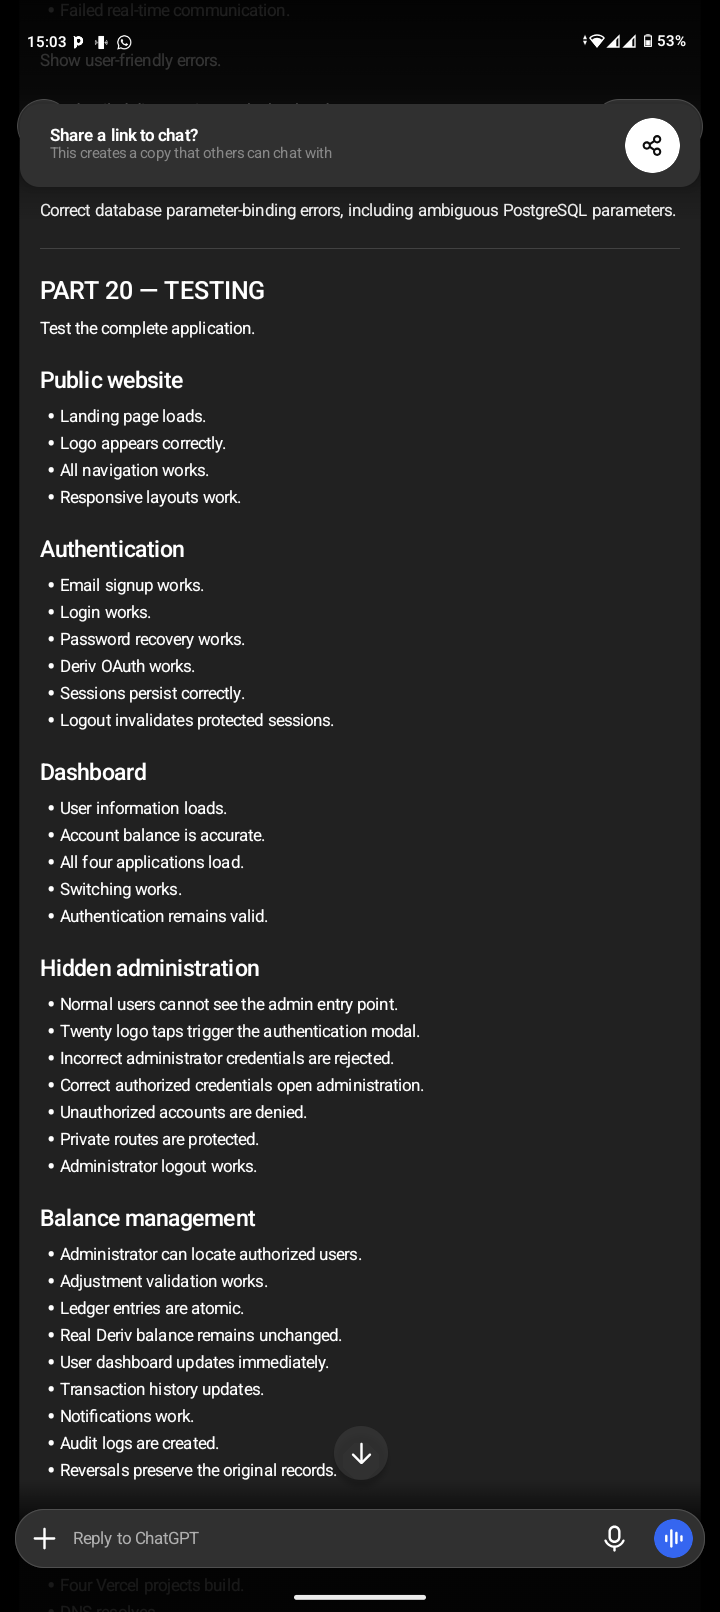 • Failed real-time communication.
15:03
53%
Show user-friendly errors.
Share a link to chat?
This creates a copy that others can chat with
Correct database parameter-binding errors, including ambiguous PostgreSQL parameters.
PART 20 — TESTING
Test the complete application.
Public website
• Landing page loads.
• Logo appears correctly.
• All navigation works.
• Responsive layouts work.
Authentication
• Email signup works.
• Login works.
• Password recovery works.
• Deriv OAuth works.
• Sessions persist correctly.
• Logout invalidates protected sessions.
Dashboard
• User information loads.
• Account balance is accurate.
• All four applications load.
• Switching works.
• Authentication remains valid.
Hidden administration
• Normal users cannot see the admin entry point.
• Twenty logo taps trigger the authentication modal.
• Incorrect administrator credentials are rejected.
• Correct authorized credentials open administration.
• Unauthorized accounts are denied.
• Private routes are protected.
• Administrator logout works.
Balance management
• Administrator can locate authorized users.
• Adjustment validation works.
• Ledger entries are atomic.
• Real Deriv balance remains unchanged.
• User dashboard updates immediately.
• Transaction history updates.
• Notifications work.
• Audit logs are created.
• Reversals preserve the original records.
Reply to ChatGPT
• Four Vercel projects build.
• DNS resolves.